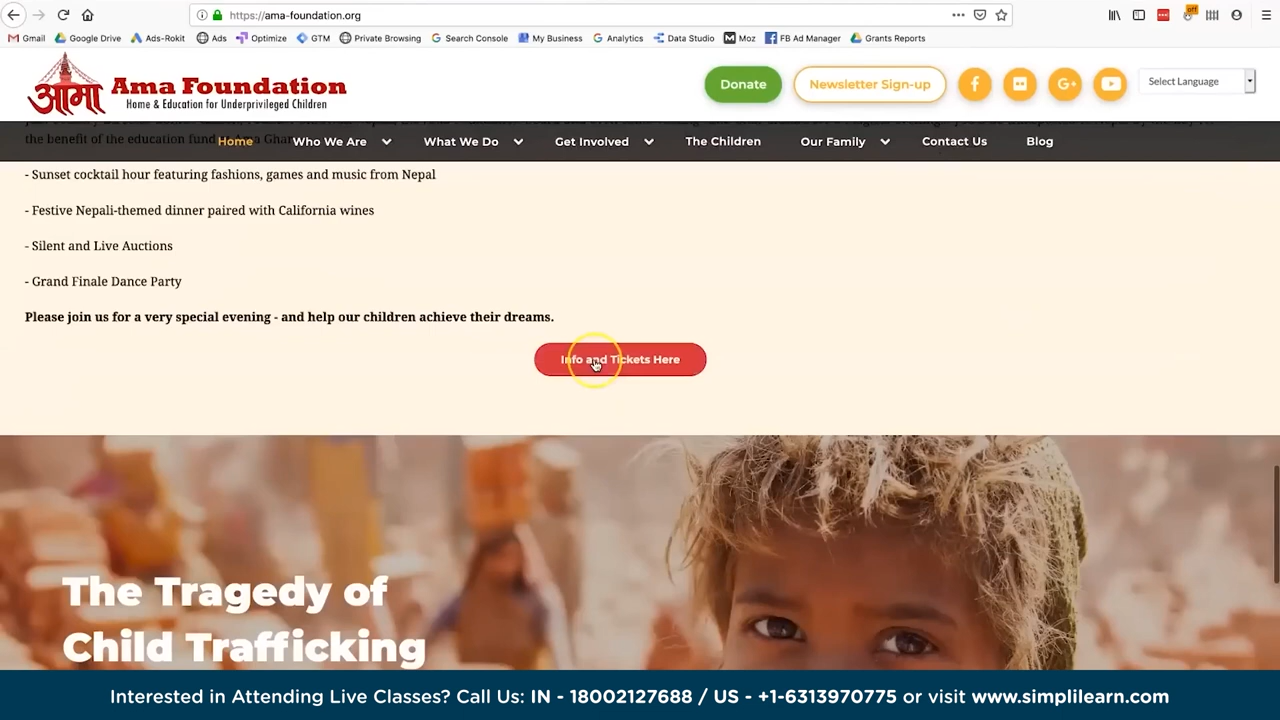 https://ama-foundation.org
off
Gmail Google Drive Ads-Rokit Ads Optimize GTM Private Browsing Search Console My Business Analytics Data Studio Moz FB Ad Manager Grants Reports
आमा Ama Foundation
Home & Education for Underprivileged Children
Donate Newsletter Sign-up Select Language
the benefit of the education fund
Home Who We Are What We Do Get Involved The Children Our Family Contact Us Blog
- Sunset cocktail hour featuring fashions, games and music from Nepal
- Festive Nepali-themed dinner paired with California wines
- Silent and Live Auctions
- Grand Finale Dance Party
Please join us for a very special evening - and help our children achieve their dreams.
Info and Tickets Here
The Tragedy of
Child Trafficking
Interested in Attending Live Classes? Call Us: IN - 18002127688 / US - +1-6313970775 or visit www.simplilearn.com